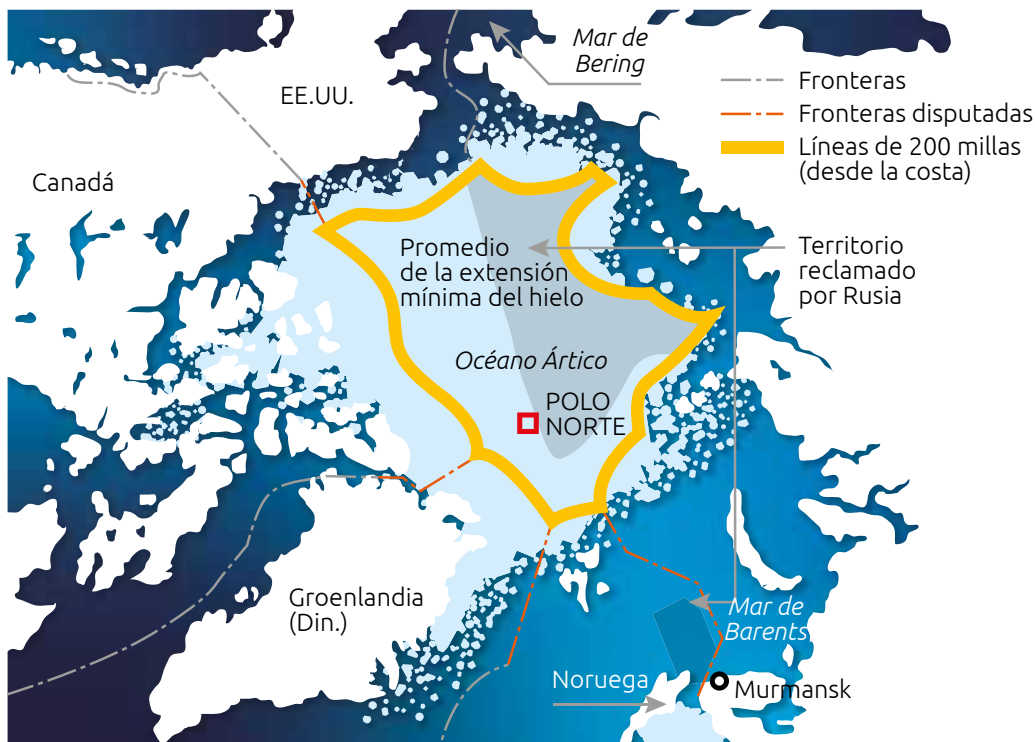 Mar de
Bering
EE.UU.
Canadá
Fronteras
Fronteras disputadas
Líneas de 200 millas
(desde la costa)
Promedio
de la extensión
mínima del hielo
Territorio
reclamado
por Rusia
Océano Ártico
POLO
NORTE
Groenlandia
(Din.)
Mar de
Barents
Noruega
Murmansk